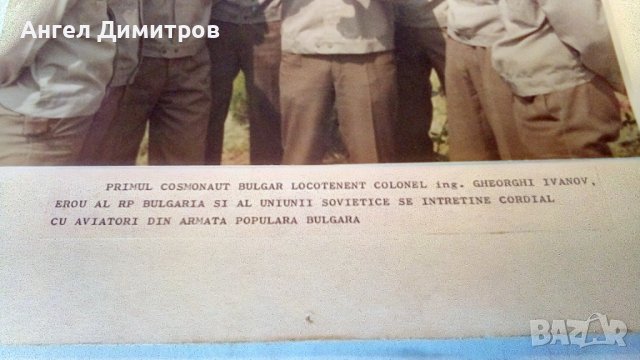 Ангел Димитров
PRIMUL COSMONAUT BULGAR LOCOTENENT COLONEL ing. GHEORGHI IVANOV,
EROU AL RP BULGARIA SI AL UNIUNII SOVIETICE SE INTRETINE CORDIAL
CU AVIATORI DIN ARMATA POPULARA BULGARA
BAZAR